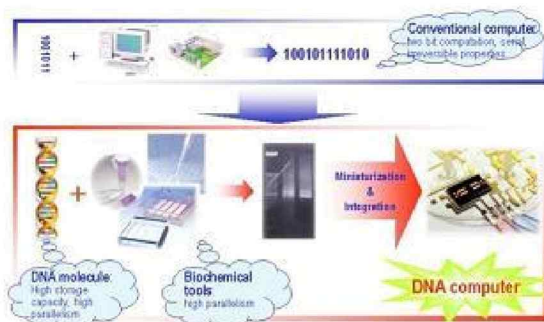 Conventional computer:
two bit computation, serial,
irreversible properties
1001011
+
100101111010
+
Miniaturization
&
Integration
DNA molecule:
High storage
capacity, high
parallelism
Biochemical
tools
high parallelism
DNA computer